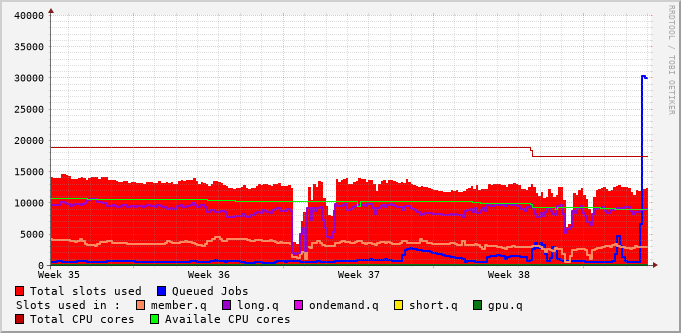 40000
35000
30000
25000
20000
15000
10000
5000
0
Week 35 Week 36 Week 37 Week 38
Total slots used Queued Jobs
Slots used in : member.q long.q ondemand.q short.q gpu.q
Total CPU cores Availale CPU cores
RRDTOOL / TOBI OETIKER